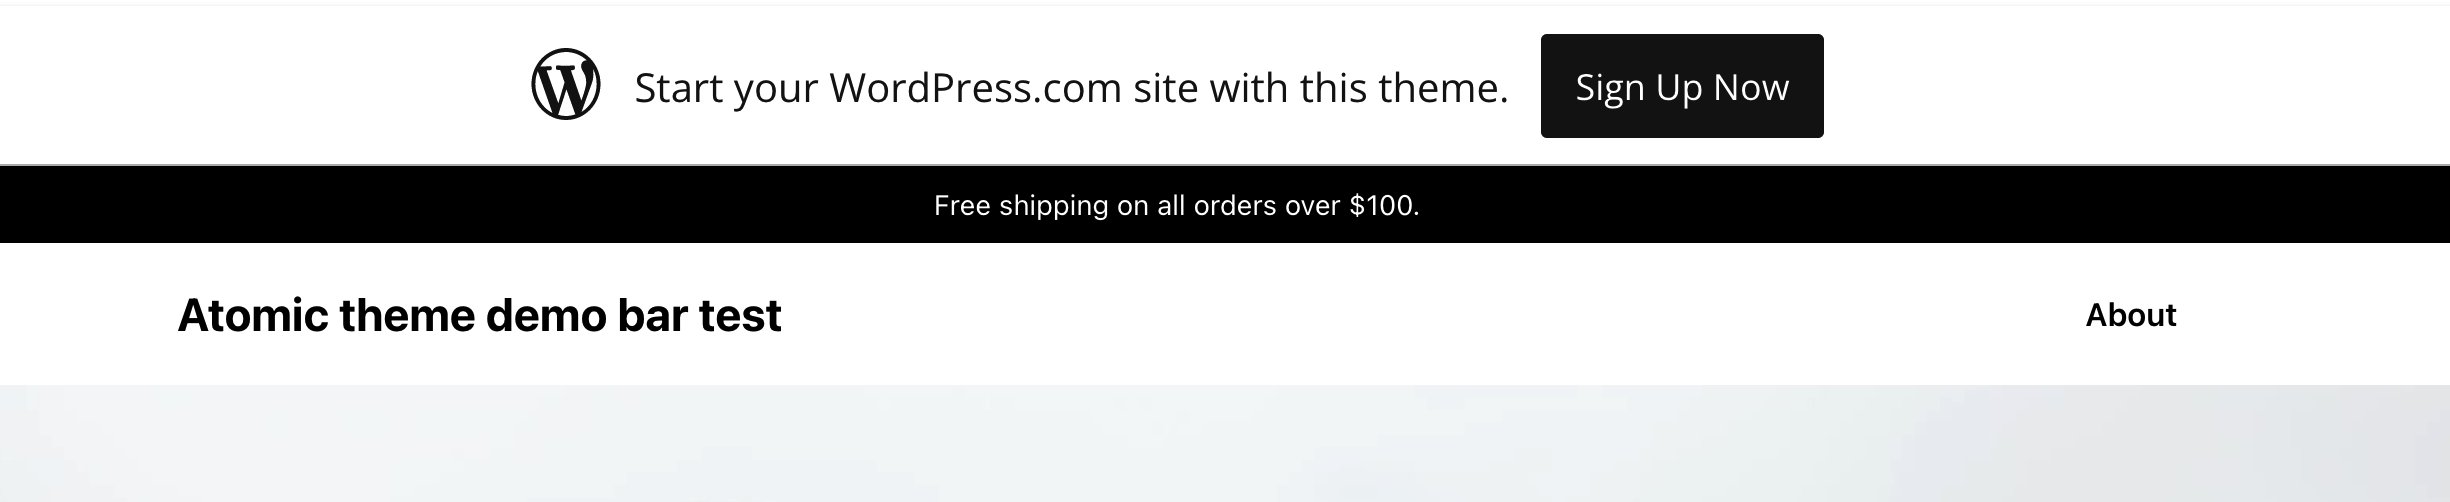 Start your WordPress.com site with this theme.
Sign Up Now
Free shipping on all orders over $100.
Atomic theme demo bar test
About